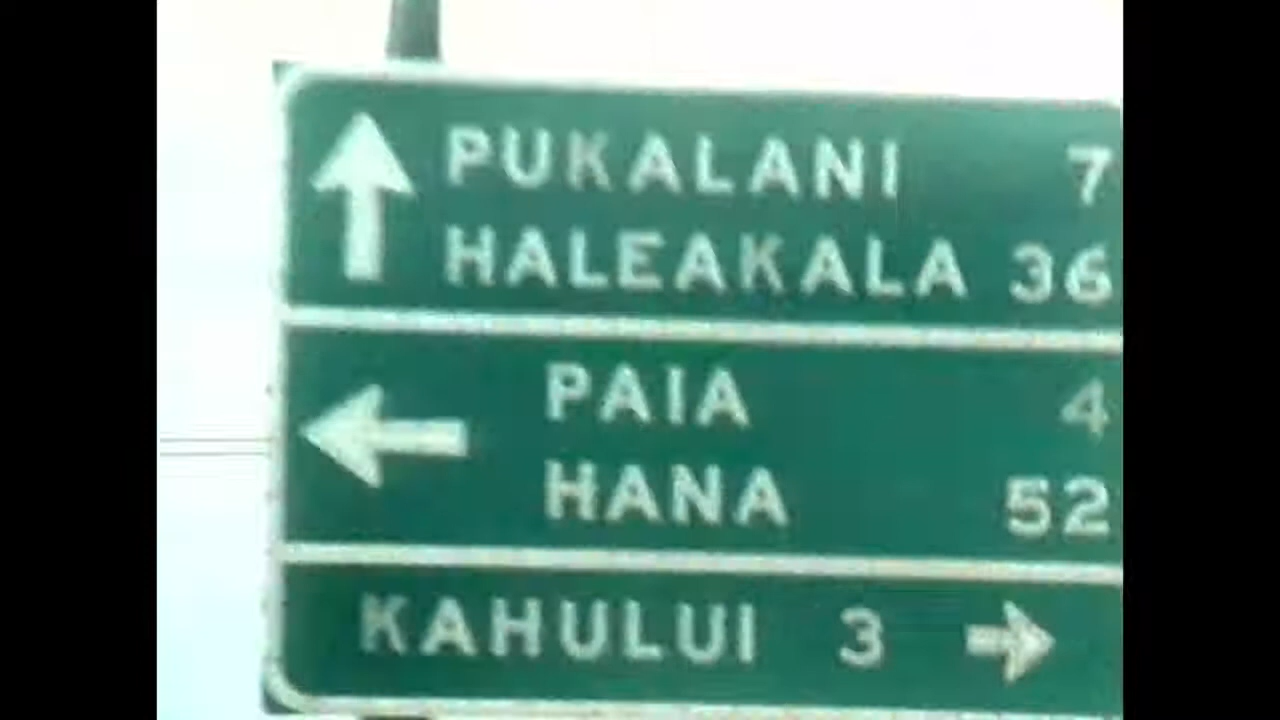 PUKALANI 7
HALEAKALA 36
PAIA 4
HANA 52
KAHULUI 3